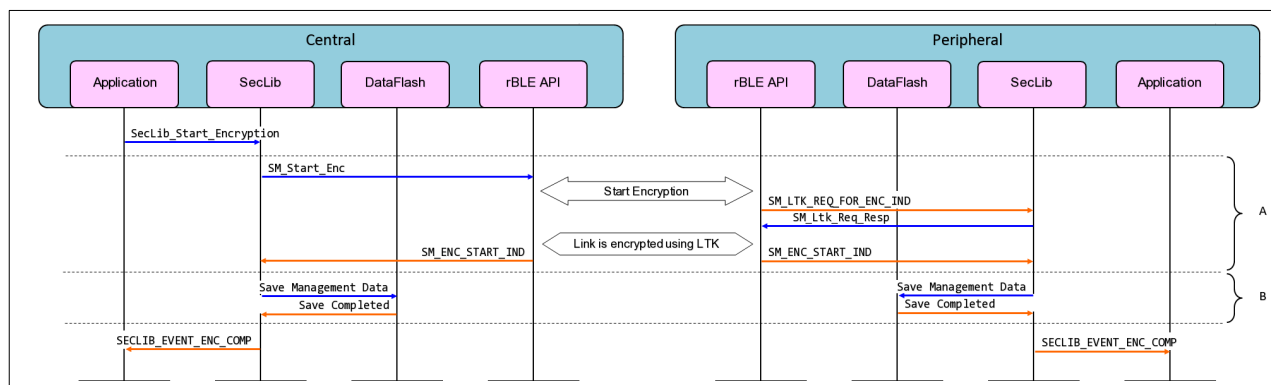 Central
Peripheral
Application
SecLib
DataFlash
rBLE API
rBLE API
DataFlash
SecLib
Application
SecLib_Start_Encryption
SM_Start_Enc
Start Encryption
SM_LTK_REQ_FOR_ENC_IND
SM_Ltk_Req_Resp
A
Link is encrypted using LTK
SM_ENC_START_IND
SM_ENC_START_IND
Save Management Data
Save Management Data
B
Save Completed
Save Completed
SECLIB_EVENT_ENC_COMP
SECLIB_EVENT_ENC_COMP